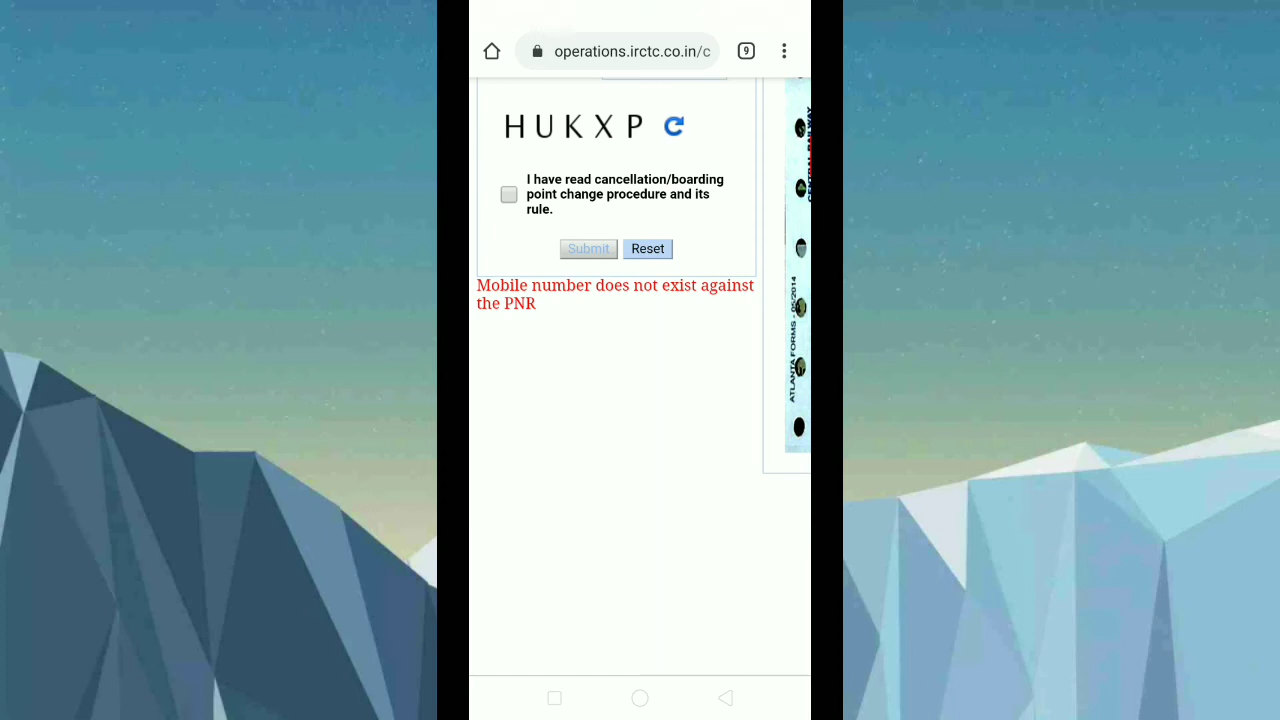 operations.irctc.co.in/c
9
H U K X P
I have read cancellation/boarding
point change procedure and its
rule.
Submit Reset
Mobile number does not exist against
the PNR
ATLANTA FORMS - 05/2014